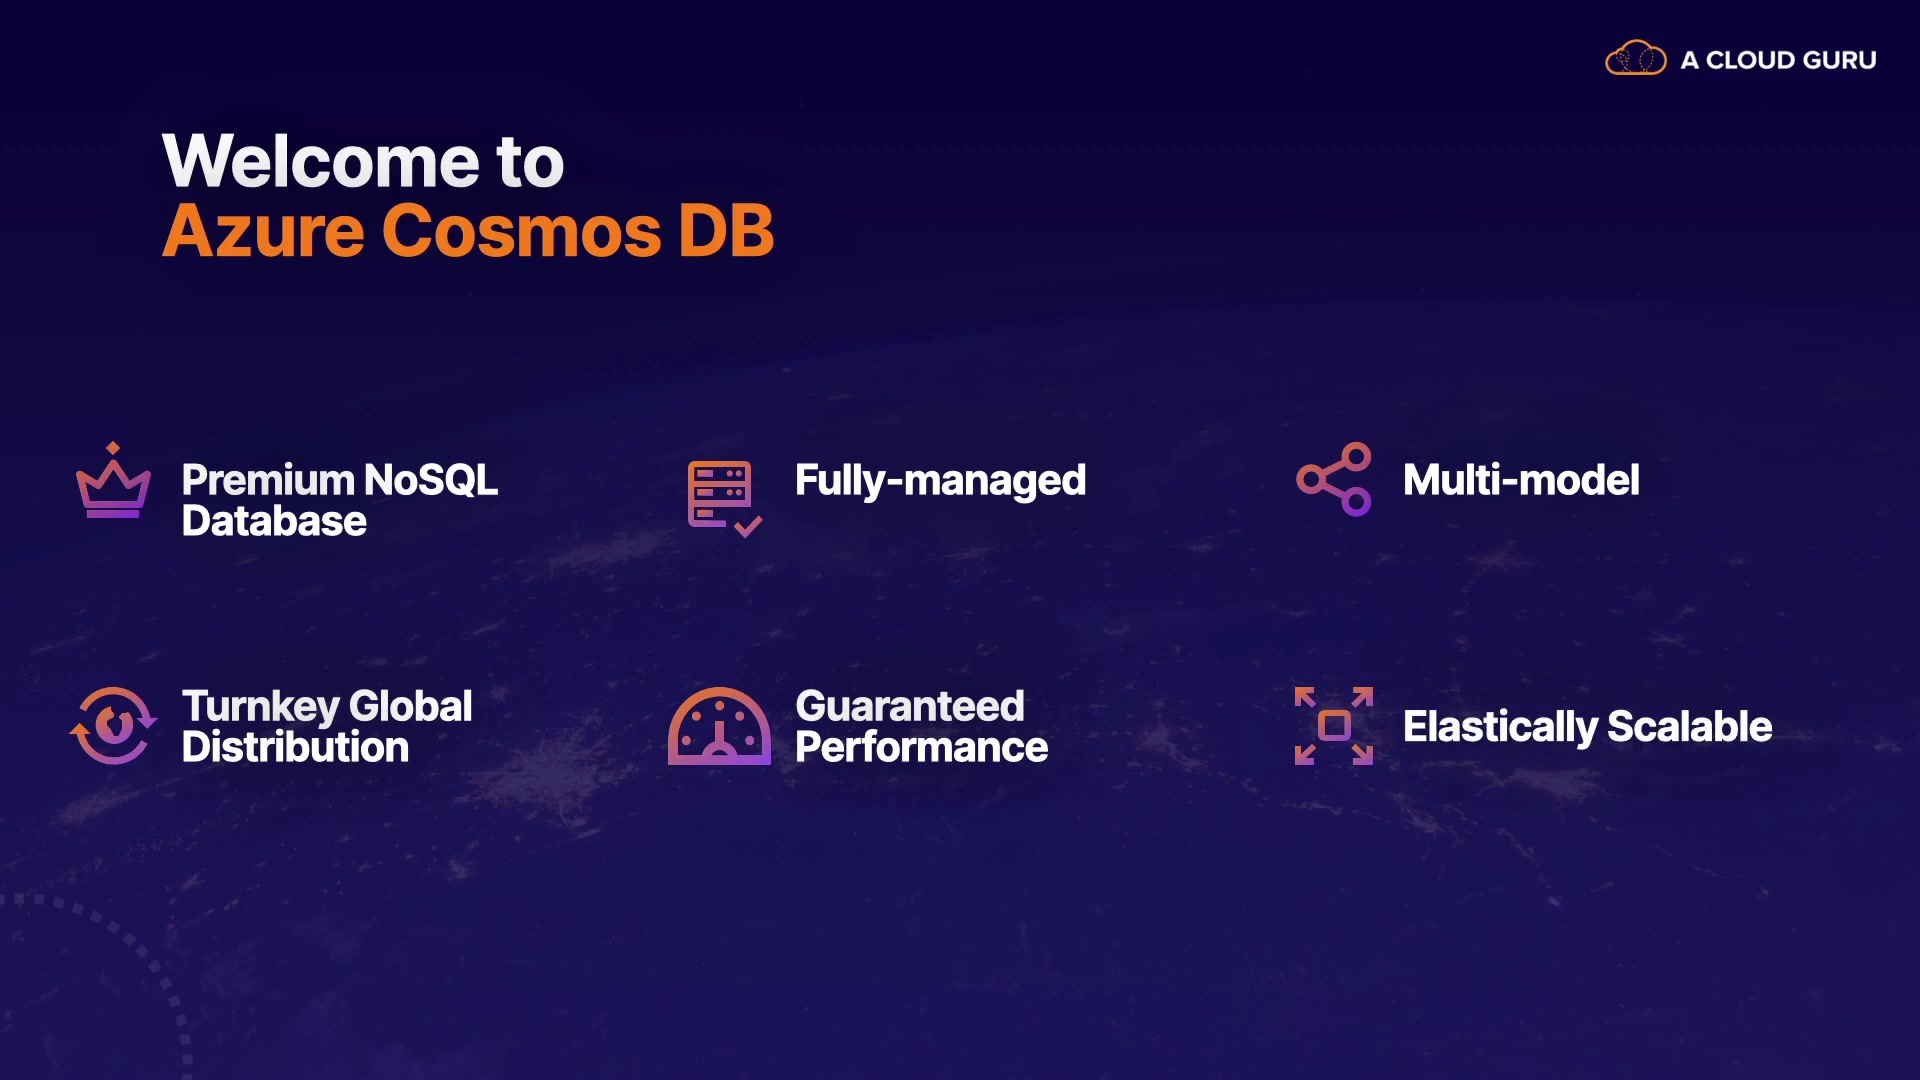 A CLOUD GURU
Welcome to
Azure Cosmos DB
Premium NoSQL
Database
Fully-managed
Multi-model
Turnkey Global
Distribution
Guaranteed
Performance
Elastically Scalable